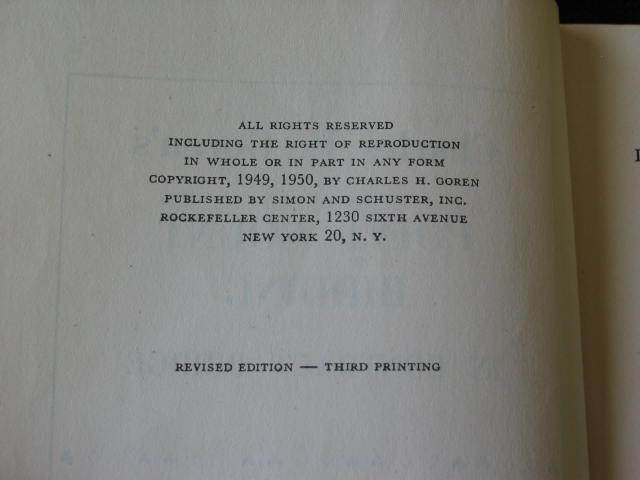 ALL RIGHTS RESERVED
INCLUDING THE RIGHT OF REPRODUCTION
IN WHOLE OR IN PART IN ANY FORM
COPYRIGHT, 1949, 1950, BY CHARLES H. GOREN
PUBLISHED BY SIMON AND SCHUSTER, INC.
ROCKEFELLER CENTER, 1230 SIXTH AVENUE
NEW YORK 20, N. Y.
REVISED EDITION — THIRD PRINTING